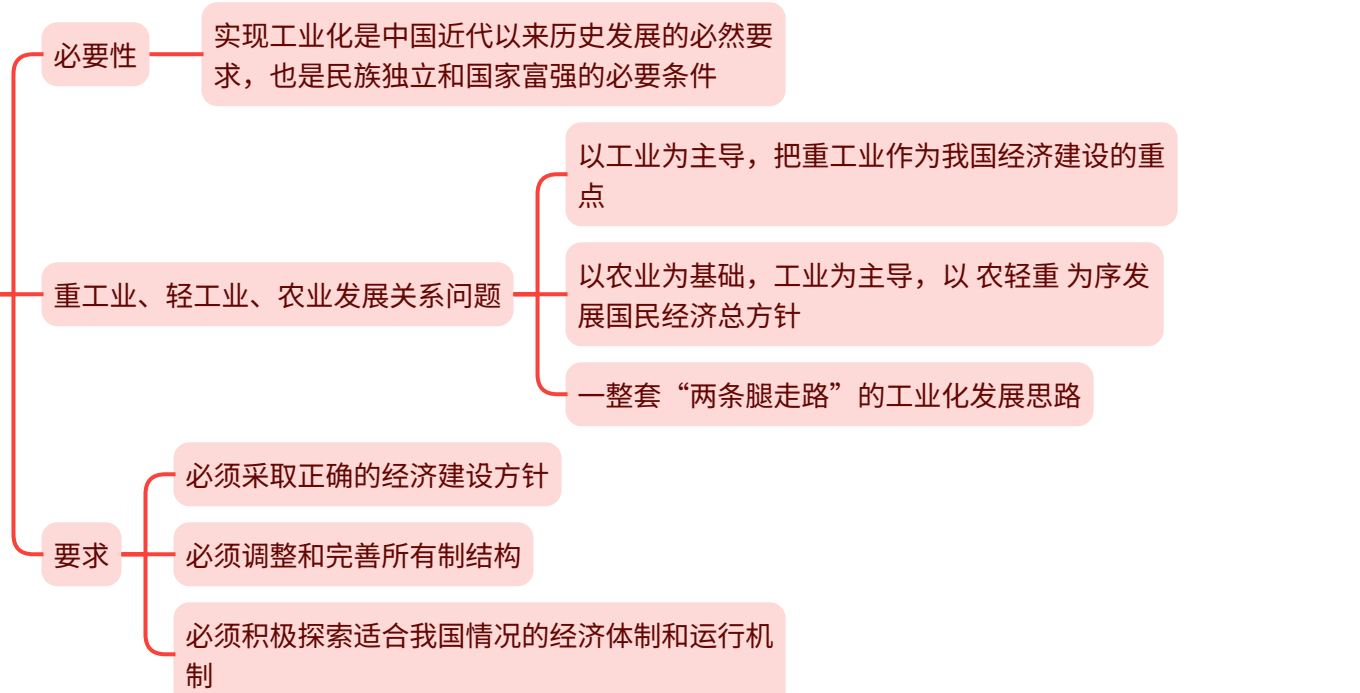 必要性
实现工业化是中国近代以来历史发展的必然要
求，也是民族独立和国家富强的必要条件
重工业、轻工业、农业发展关系问题
以工业为主导，把重工业作为我国经济建设的重
点
以农业为基础，工业为主导，以 农轻重 为序发
展国民经济总方针
一整套“两条腿走路”的工业化发展思路
要求
必须采取正确的经济建设方针
必须调整和完善所有制结构
必须积极探索适合我国情况的经济体制和运行机
制